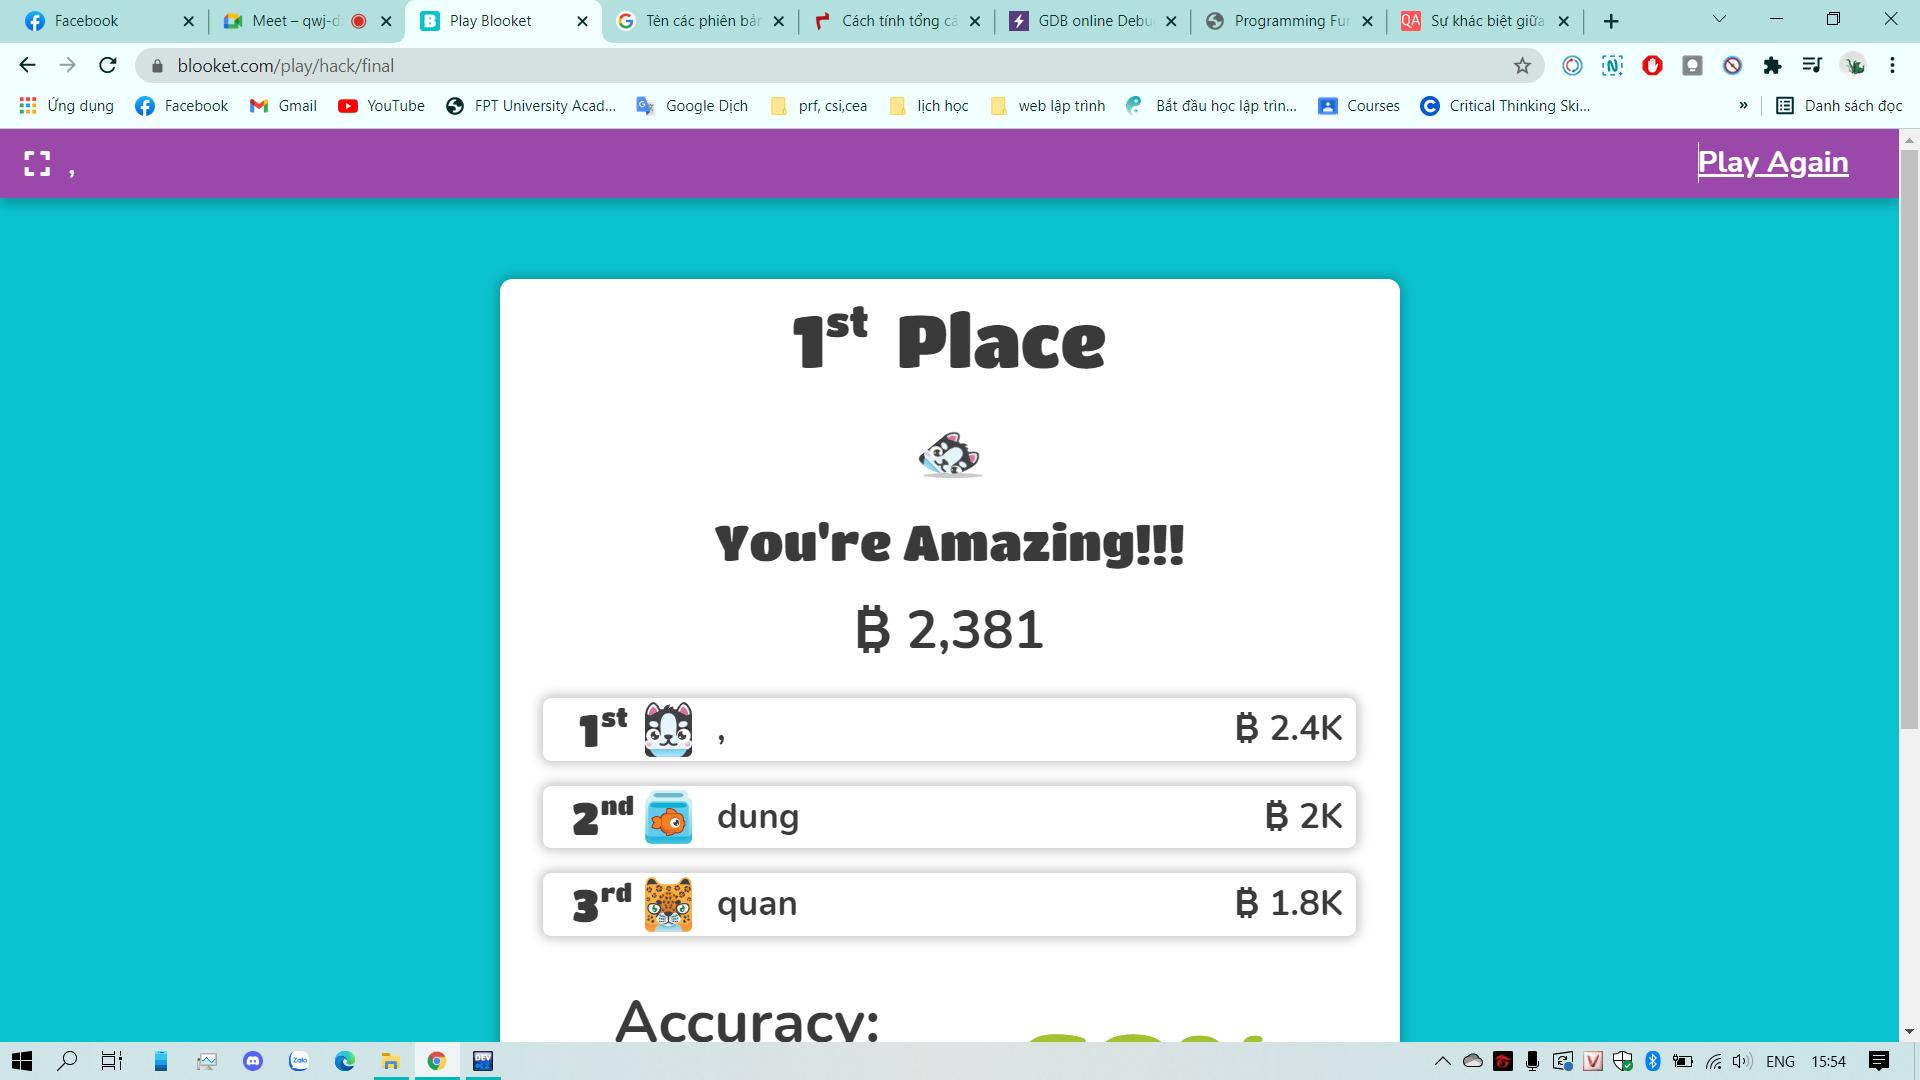 Facebook
Meet – qwj-d
Play Blooket
Tên các phiên bản
Cách tính tổng cá
GDB online Debu
Programming Fun
Sự khác biệt giữa
blooket.com/play/hack/final
Ứng dụng
Facebook
Gmail
YouTube
FPT University Acad...
Google Dịch
prf, csi,cea
lịch học
web lập trình
Bắt đầu học lập trìn...
Courses
Critical Thinking Ski...
»
Danh sách đọc
,
Play Again
1st Place
You're Amazing!!!
₿ 2,381
1st , ₿ 2.4K
2nd dung ₿ 2K
3rd quan ₿ 1.8K
Accuracy:
ENG
15:54